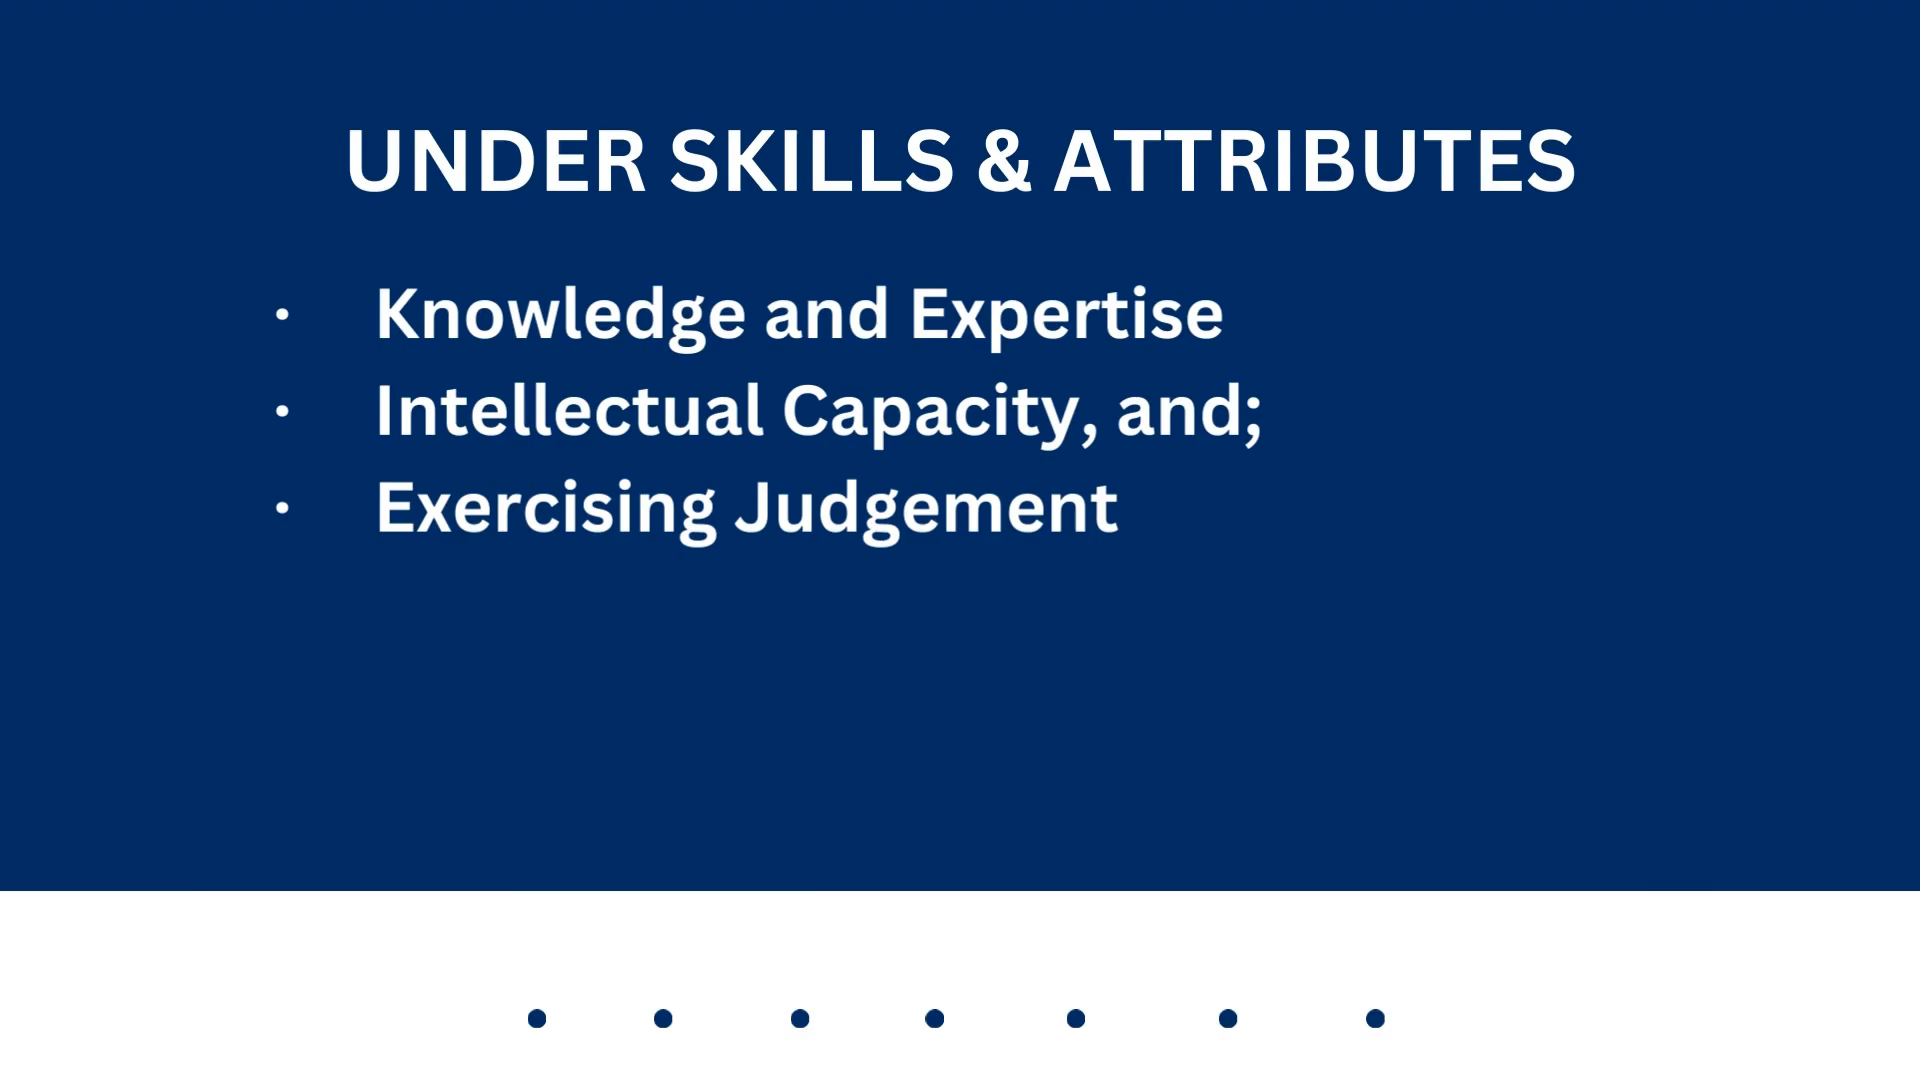 UNDER SKILLS & ATTRIBUTES
· Knowledge and Expertise
· Intellectual Capacity, and;
· Exercising Judgement